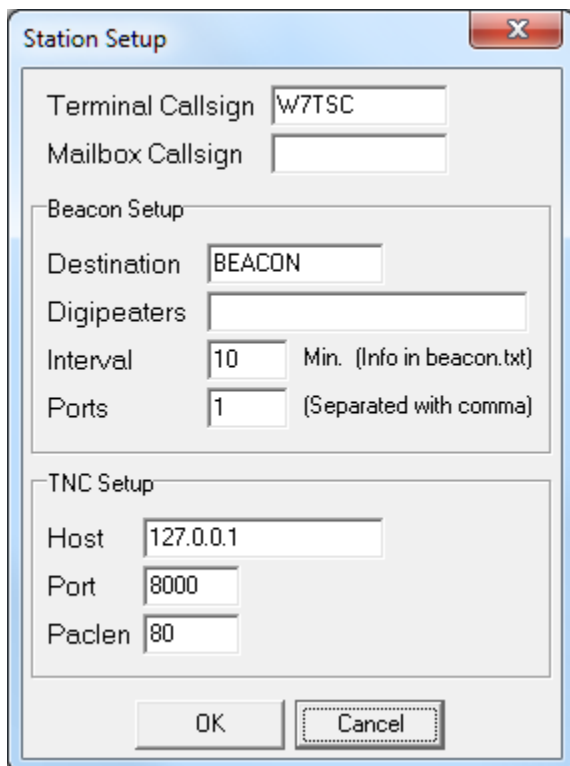 Station Setup
Terminal Callsign W7TSC
Mailbox Callsign
Beacon Setup
Destination BEACON
Digipeaters
Interval 10 Min. (Info in beacon.txt)
Ports 1 (Separated with comma)
TNC Setup
Host 127.0.0.1
Port 8000
Paclen 80
OK Cancel